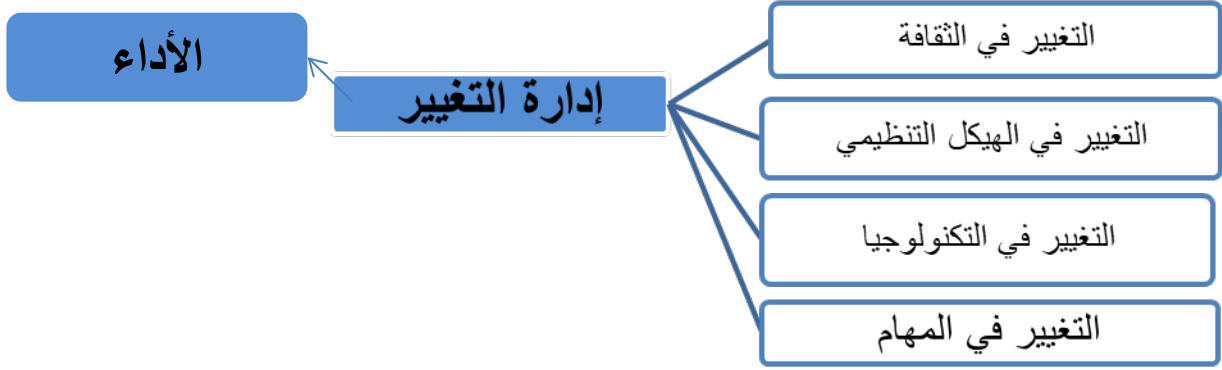 التغيير في الثقافة
الأداء
إدارة التغيير
التغيير في الهيكل التنظيمي
التغيير في التكنولوجيا
التغيير في المهام